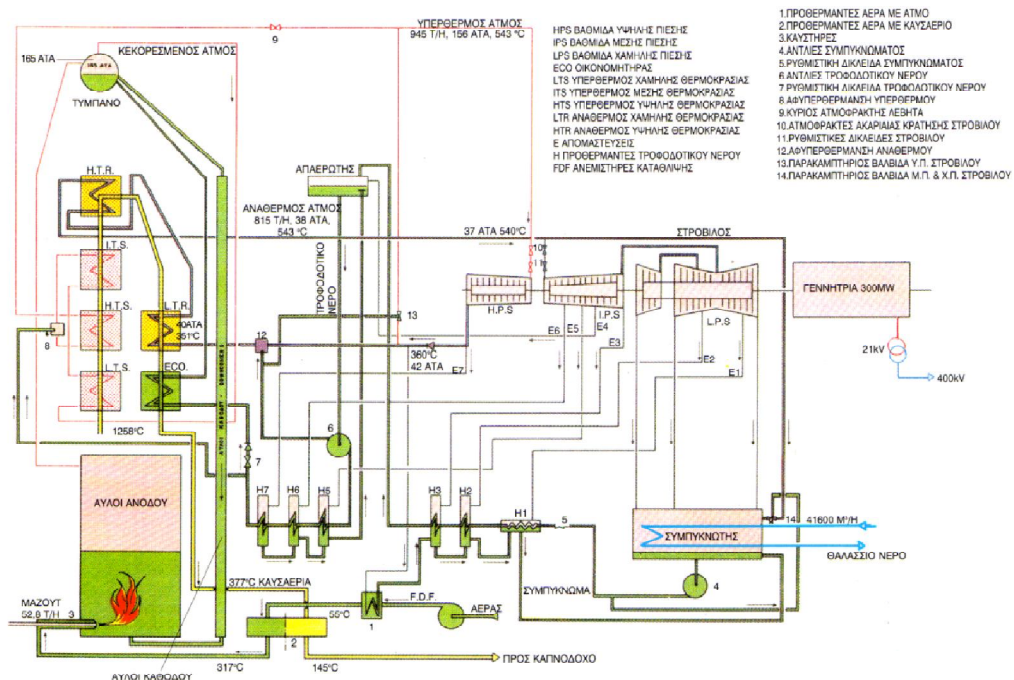 ΥΠΕΡΘΕΡΜΟΣ ΑΤΜΟΣ
945 Τ/Η, 156 ΑΤΑ, 543 °C
9
ΚΕΚΟΡΕΣΜΕΝΟΣ ΑΤΜΟΣ
165 ΑΤΑ
165 ΑΤΑ
ΤΥΜΠΑΝΟ
HPS ΒΑΘΜΙΔΑ ΥΨΗΛΗΣ ΠΙΕΣΗΣ
IPS ΒΑΘΜΙΔΑ ΜΕΣΗΣ ΠΙΕΣΗΣ
LPS ΒΑΘΜΙΔΑ ΧΑΜΗΛΗΣ ΠΙΕΣΗΣ
ECO ΟΙΚΟΝΟΜΗΤΗΡΑΣ
LTS ΥΠΕΡΘΕΡΜΟΣ ΧΑΜΗΛΗΣ ΘΕΡΜΟΚΡΑΣΙΑΣ
ITS ΥΠΕΡΘΕΡΜΟΣ ΜΕΣΗΣ ΘΕΡΜΟΚΡΑΣΙΑΣ
HTS ΥΠΕΡΘΕΡΜΟΣ ΥΨΗΛΗΣ ΘΕΡΜΟΚΡΑΣΙΑΣ
LTR ΑΝΑΘΕΡΜΟΣ ΧΑΜΗΛΗΣ ΘΕΡΜΟΚΡΑΣΙΑΣ
HTR ΑΝΑΘΕΡΜΟΣ ΥΨΗΛΗΣ ΘΕΡΜΟΚΡΑΣΙΑΣ
Ε ΑΠΟΜΑΣΤΕΥΣΕΙΣ
Η ΠΡΟΘΕΡΜΑΝΤΕΣ ΤΡΟΦΟΔΟΤΙΚΟΥ ΝΕΡΟΥ
FDF ΑΝΕΜΙΣΤΗΡΕΣ ΚΑΤΑΘΛΙΨΗΣ
1.ΠΡΟΘΕΡΜΑΝΤΕΣ ΑΕΡΑ ΜΕ ΑΤΜΟ
2.ΠΡΟΘΕΡΜΑΝΤΕΣ ΑΕΡΑ ΜΕ ΚΑΥΣΑΕΡΙΟ
3.ΚΑΥΣΤΗΡΕΣ
4.ΑΝΤΛΙΕΣ ΣΥΜΠΥΚΝΩΜΑΤΟΣ
5.ΡΥΘΜΙΣΤΙΚΗ ΔΙΚΛΕΙΔΑ ΣΥΜΠΥΚΝΩΜΑΤΟΣ
6 ΑΝΤΛΙΕΣ ΤΡΟΦΟΔΟΤΙΚΟΥ ΝΕΡΟΥ
7 ΡΥΘΜΙΣΤΙΚΗ ΔΙΚΛΕΙΔΑ ΤΡΟΦΟΔΟΤΙΚΟΥ ΝΕΡΟΥ
8 ΑΦΥΠΕΡΘΕΡΜΑΝΣΗ ΥΠΕΡΘΕΡΜΟΥ
9.ΚΥΡΙΟΣ ΑΤΜΟΦΡΑΚΤΗΣ ΛΕΒΗΤΑ
10.ΑΤΜΟΦΡΑΚΤΕΣ ΑΚΑΡΙΑΙΑΣ ΚΡΑΤΗΣΗΣ ΣΤΡΟΒΙΛΟΥ
11.ΡΥΘΜΙΣΤΙΚΕΣ ΔΙΚΛΕΙΔΕΣ ΣΤΡΟΒΙΛΟΥ
12.ΑΦΥΠΕΡΘΕΡΜΑΝΣΗ ΑΝΑΘΕΡΜΟΥ
13.ΠΑΡΑΚΑΜΠΤΗΡΙΟΣ ΒΑΛΒΙΔΑ Υ.Π. ΣΤΡΟΒΙΛΟΥ
14.ΠΑΡΑΚΑΜΠΤΗΡΙΟΣ ΒΑΛΒΙΔΑ Μ.Π. & Χ.Π. ΣΤΡΟΒΙΛΟΥ
H.T.R.
I.T.S.
H.T.S.
L.T.S.
L.T.R.
40ΑΤΑ
351°C
ECO.
8
1258°C
ΑΠΑΕΡΩΤΗΣ
ΑΝΑΘΕΡΜΟΣ ΑΤΜΟΣ
815 Τ/Η, 38 ΑΤΑ,
543 °C
ΤΡΟΦΟΔΟΤΙΚΟ
ΝΕΡΟ
37 ΑΤΑ 540°C
ΣΤΡΟΒΙΛΟΣ
10
11
H.P.S
I.P.S
L.P.S
ΓΕΝΝΗΤΡΙΑ 300MW
21kV
400kV
12
13
360°C
42 ΑΤΑ
E7
E6
E5
E4
E3
E2
E1
6
7
H7
H6
H5
H3
H2
H1
5
ΑΥΛΟΙ ΑΝΟΔΟΥ
ΣΥΜΠΥΚΝΩΤΗΣ
14
41600 Μ³/Η
ΘΑΛΑΣΣΙΟ ΝΕΡΟ
4
ΣΥΜΠΥΚΝΩΜΑ
377°C ΚΑΥΣΑΕΡΙΑ
ΜΑΖΟΥΤ
52,8 Τ/Η
3
55°C
1
F.D.F.
ΑΕΡΑΣ
2
317°C
145°C
ΠΡΟΣ ΚΑΠΝΟΔΟΧΟ
ΑΥΛΟΙ ΚΑΘΟΔΟΥ